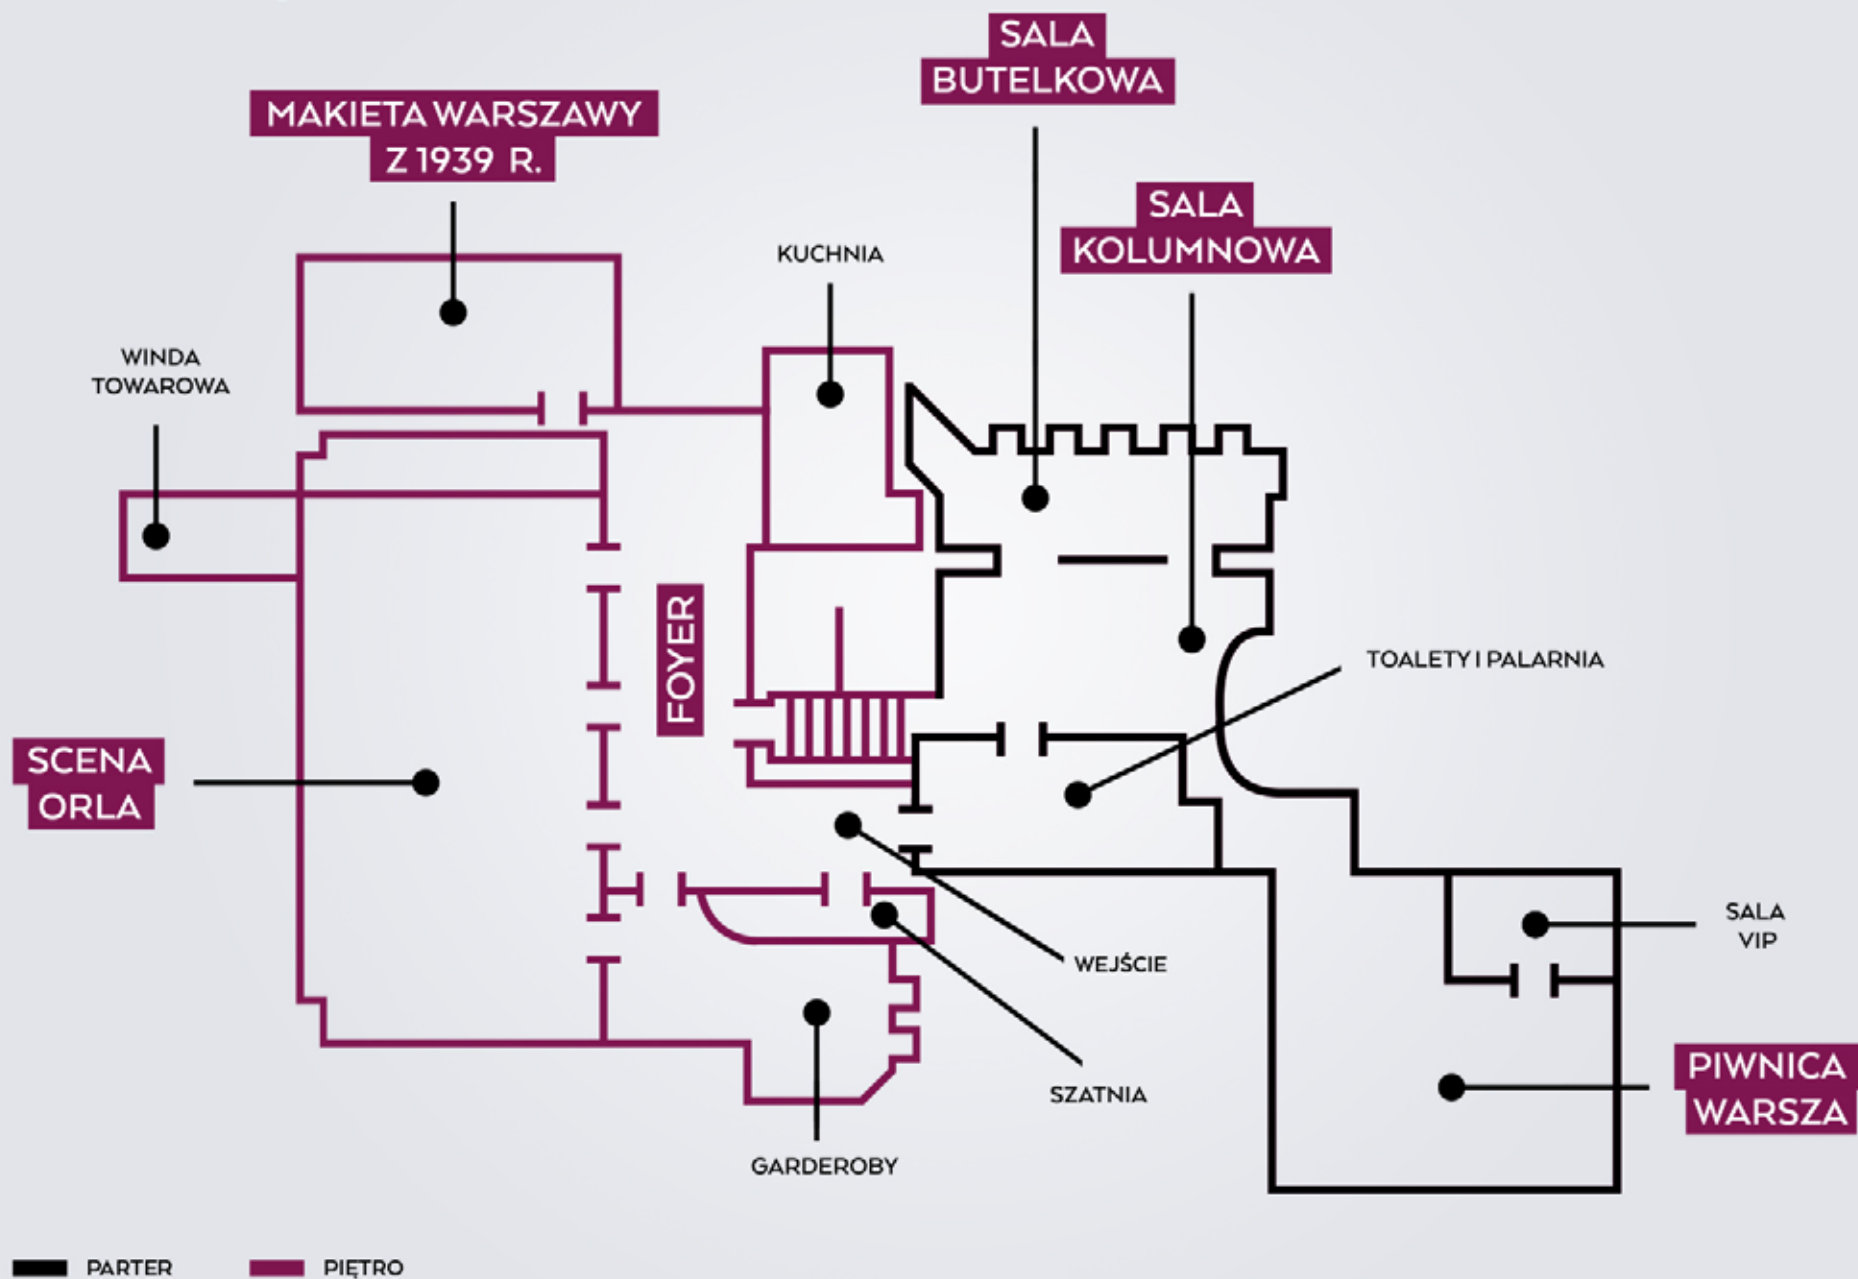 SALA
BUTELKOWA
MAKIETA WARSZAWY
Z 1939 R.
SALA
KOLUMNOWA
KUCHNIA
WINDA
TOWAROWA
FOYER
TOALETY I PALARNIA
SCENA
ORLA
SALA
VIP
WEJŚCIE
PIWNICA
WARSZA
SZATNIA
GARDEROBY
PARTER
PIĘTRO